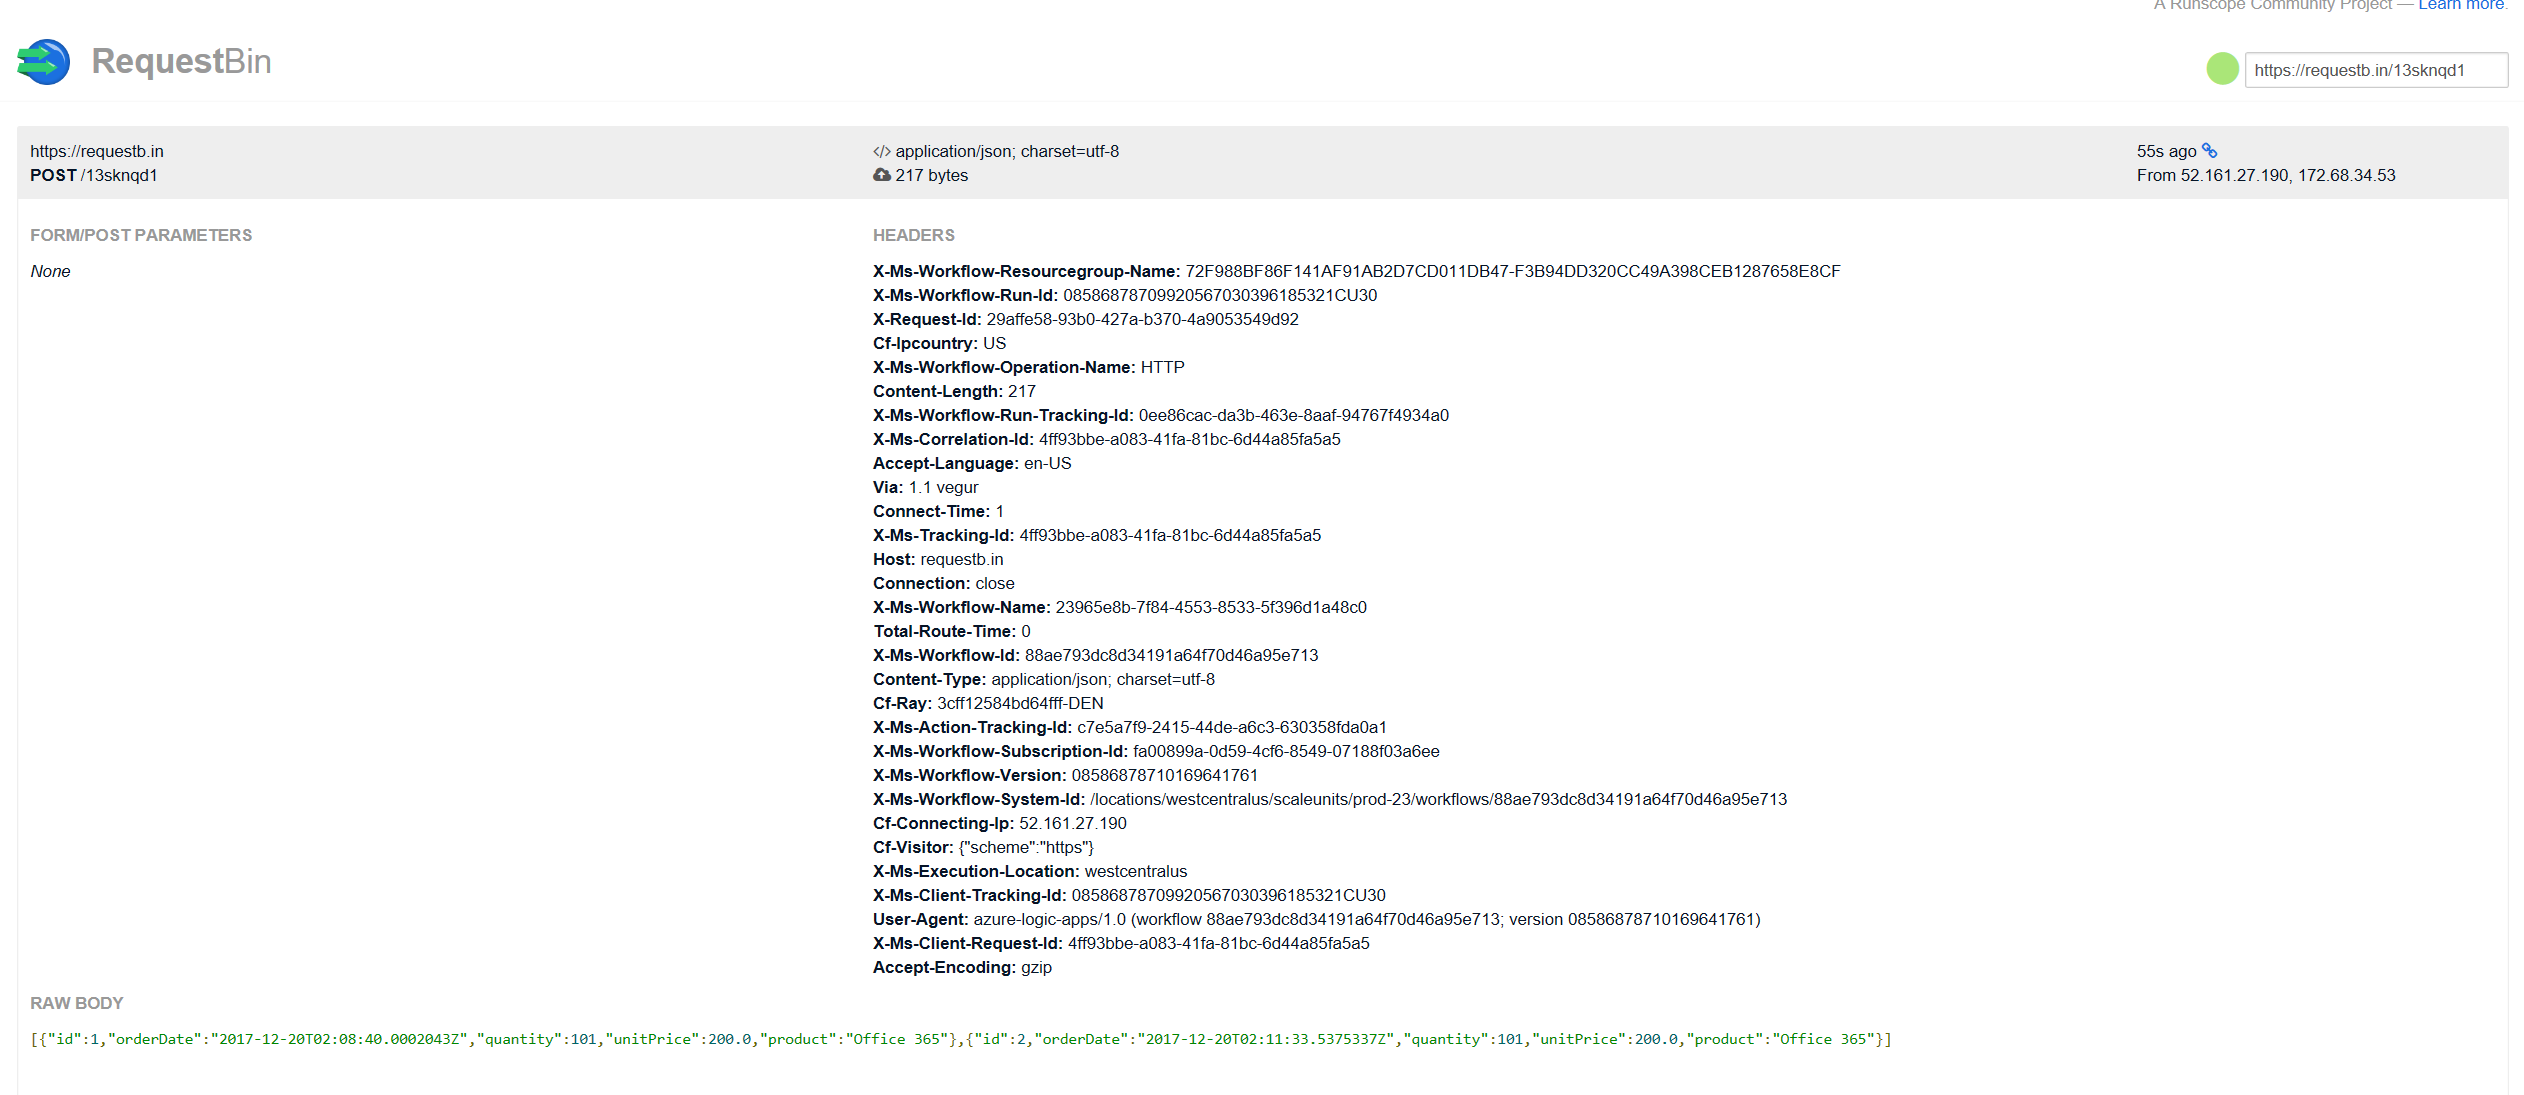 A Runscope Community Project — Learn more.
RequestBin
https://requestb.in/13sknqd1
https://requestb.in
POST /13sknqd1
application/json; charset=utf-8
217 bytes
55s ago
From 52.161.27.190, 172.68.34.53
FORM/POST PARAMETERS
None
HEADERS
X-Ms-Workflow-Resourcegroup-Name: 72F988BF86F141AF91AB2D7CD011DB47-F3B94DD320CC49A398CEB1287658E8CF
X-Ms-Workflow-Run-Id: 08586878709920567030396185321CU30
X-Request-Id: 29affe58-93b0-427a-b370-4a9053549d92
Cf-Ipcountry: US
X-Ms-Workflow-Operation-Name: HTTP
Content-Length: 217
X-Ms-Workflow-Run-Tracking-Id: 0ee86cac-da3b-463e-8aaf-94767f4934a0
X-Ms-Correlation-Id: 4ff93bbe-a083-41fa-81bc-6d44a85fa5a5
Accept-Language: en-US
Via: 1.1 vegur
Connect-Time: 1
X-Ms-Tracking-Id: 4ff93bbe-a083-41fa-81bc-6d44a85fa5a5
Host: requestb.in
Connection: close
X-Ms-Workflow-Name: 23965e8b-7f84-4553-8533-5f396d1a48c0
Total-Route-Time: 0
X-Ms-Workflow-Id: 88ae793dc8d34191a64f70d46a95e713
Content-Type: application/json; charset=utf-8
Cf-Ray: 3cff12584bd64fff-DEN
X-Ms-Action-Tracking-Id: c7e5a7f9-2415-44de-a6c3-630358fda0a1
X-Ms-Workflow-Subscription-Id: fa00899a-0d59-4cf6-8549-07188f03a6ee
X-Ms-Workflow-Version: 08586878710169641761
X-Ms-Workflow-System-Id: /locations/westcentralus/scaleunits/prod-23/workflows/88ae793dc8d34191a64f70d46a95e713
Cf-Connecting-Ip: 52.161.27.190
Cf-Visitor: {"scheme":"https"}
X-Ms-Execution-Location: westcentralus
X-Ms-Client-Tracking-Id: 08586878709920567030396185321CU30
User-Agent: azure-logic-apps/1.0 (workflow 88ae793dc8d34191a64f70d46a95e713; version 08586878710169641761)
X-Ms-Client-Request-Id: 4ff93bbe-a083-41fa-81bc-6d44a85fa5a5
Accept-Encoding: gzip
RAW BODY
[{"id":1,"orderDate":"2017-12-20T02:08:40.0002043Z","quantity":101,"unitPrice":200.0,"product":"Office 365"},{"id":2,"orderDate":"2017-12-20T02:11:33.5375337Z","quantity":101,"unitPrice":200.0,"product":"Office 365"}]